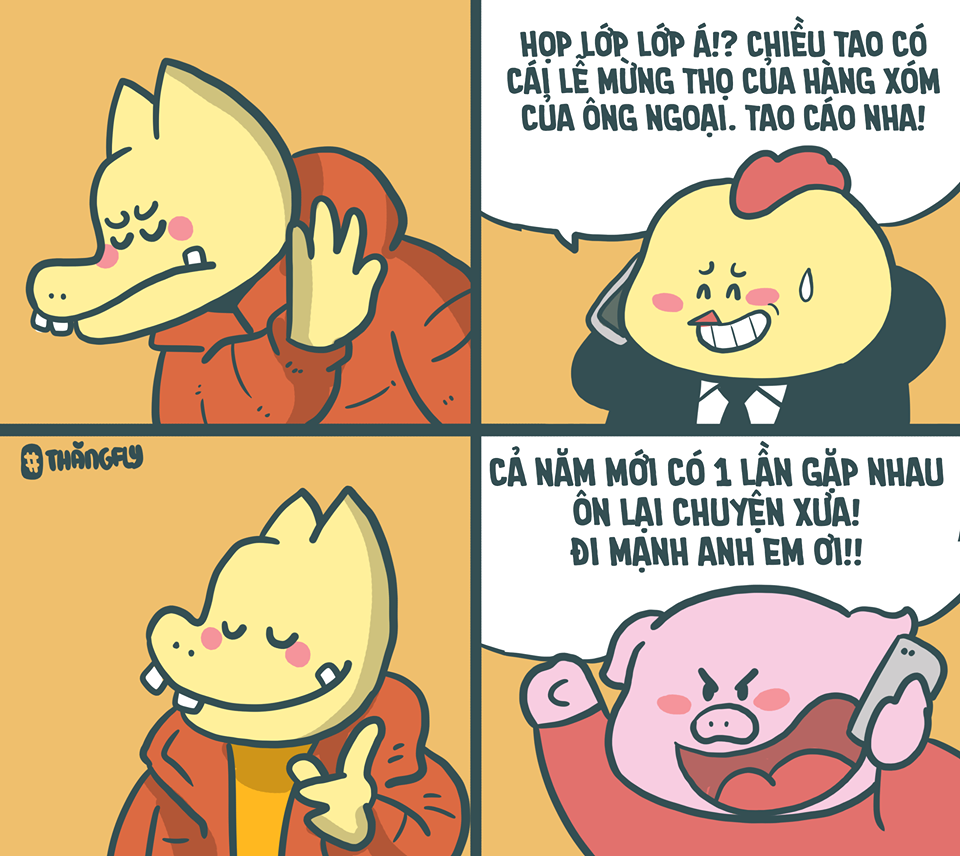 HỌP LỚP LỚP Á!? CHIỀU TAO CÓ
CÁI LỄ MỪNG THỌ CỦA HÀNG XÓM
CỦA ÔNG NGOẠI. TAO CÁO NHA!
#THĂNGFLY
CẢ NĂM MỚI CÓ 1 LẦN GẶP NHAU
ÔN LẠI CHUYỆN XƯA!
ĐI MẠNH ANH EM ƠI!!